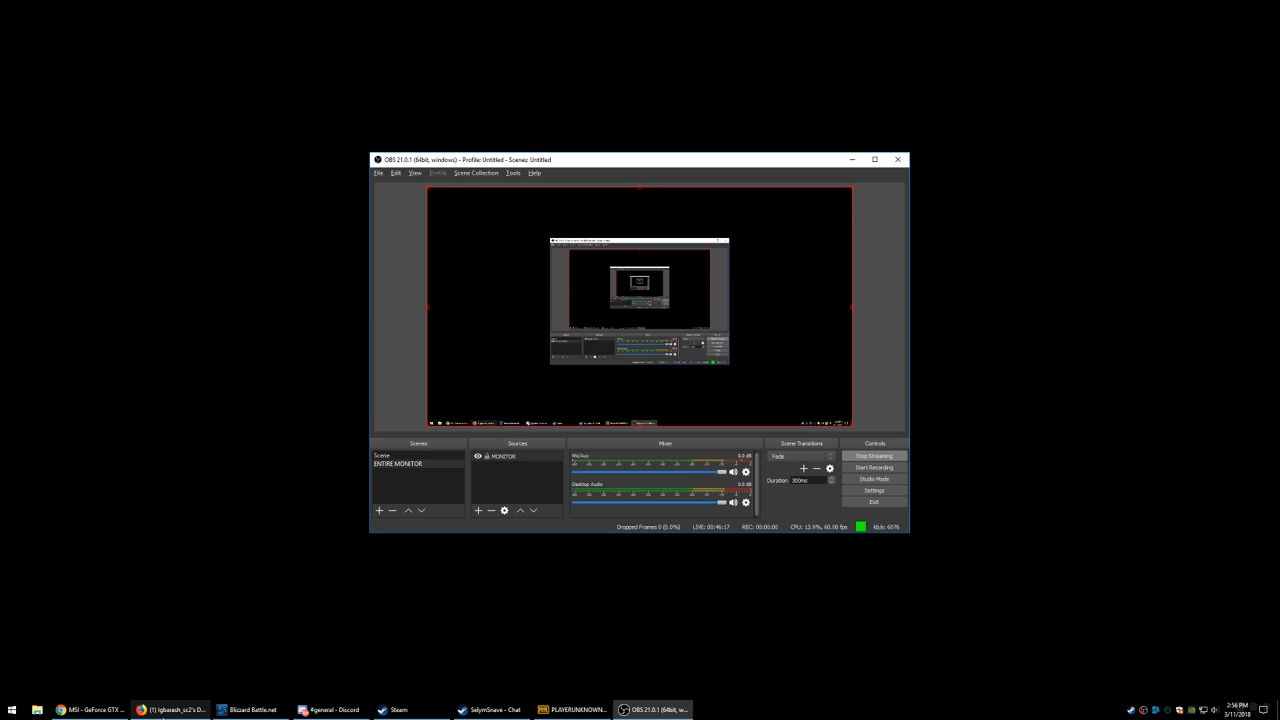 OBS 21.0.1 (64bit, windows) - Profile: Untitled - Scenes: Untitled
File Edit View Profile Scene Collection Tools Help
Scenes Sources Mixer Scene Transitions Controls
Scene
ENTIRE MONITOR
MONITOR
Mic/Aux 0.0 dB
Desktop Audio 0.0 dB
Fade
Duration 300ms
Stop Streaming
Start Recording
Studio Mode
Settings
Exit
Dropped Frames 0 (0.0%) LIVE: 00:46:17 REC: 00:00:00 CPU: 13.9%, 60.00 fps kb/s: 6076
MSI - GeForce GTX ... (1) lgbarash_sc2's D... Blizzard Battle.net #general - Discord Steam SelymSnave - Chat PLAYERUNKNOWN... OBS 21.0.1 (64bit, w...
2:56 PM
3/11/2018